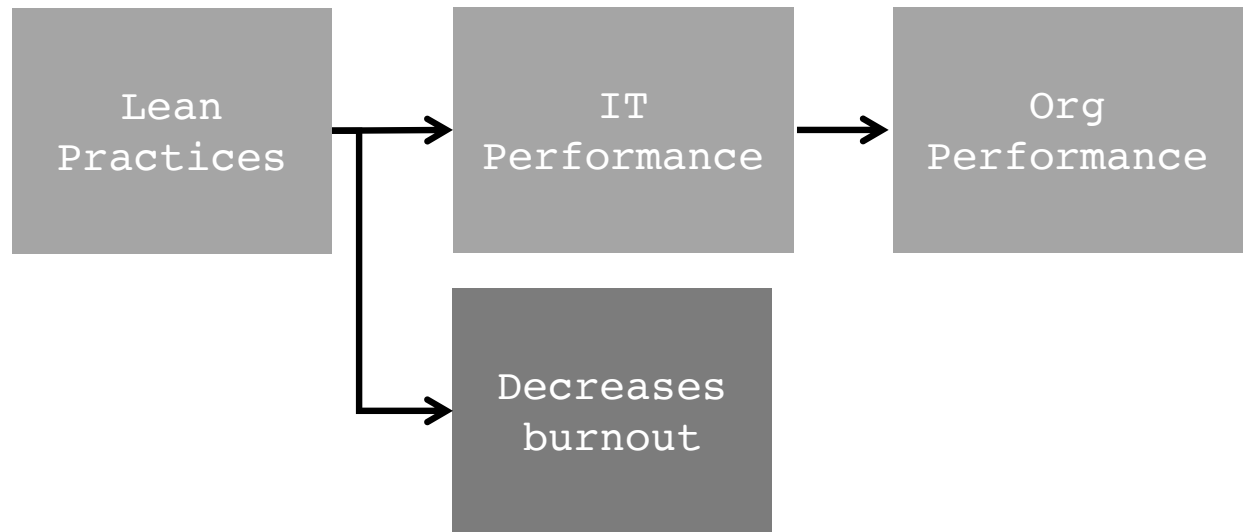 Lean
Practices
IT
Performance
Org
Performance
Decreases
burnout